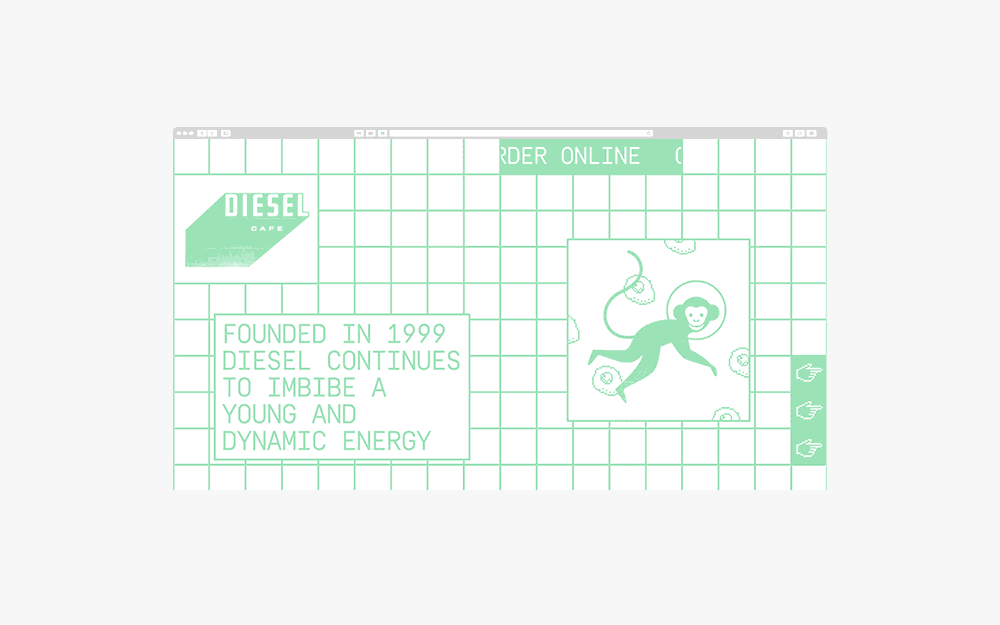 RDER ONLINE
DIESEL
CAFE
FOUNDED IN 1999
DIESEL CONTINUES
TO IMBIBE A
YOUNG AND
DYNAMIC ENERGY